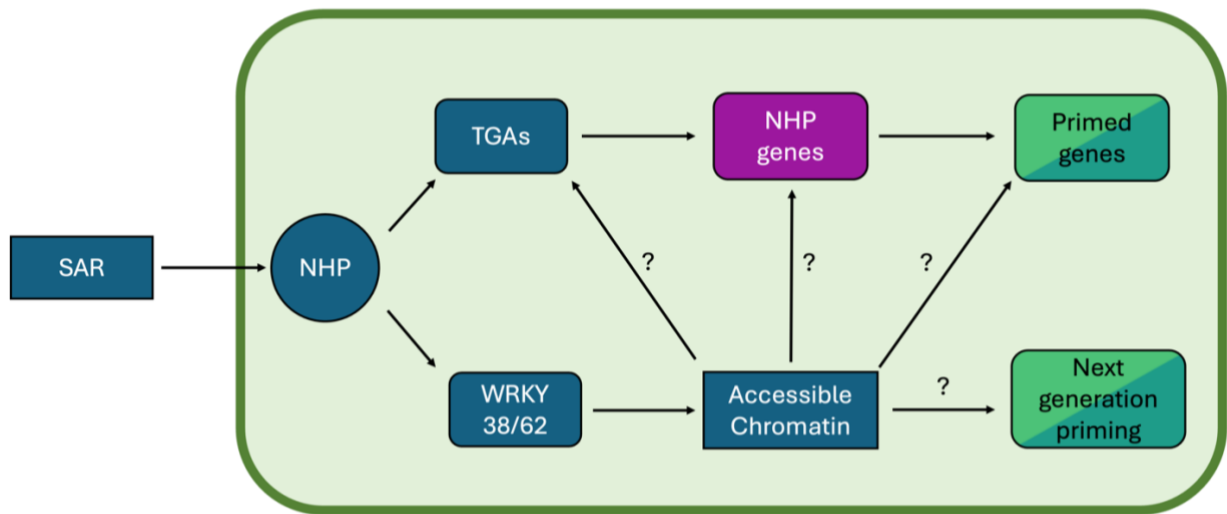 TGAs
NHP
genes
Primed
genes
SAR
NHP
?
?
?
WRKY
38/62
Accessible
Chromatin
?
Next
generation
priming